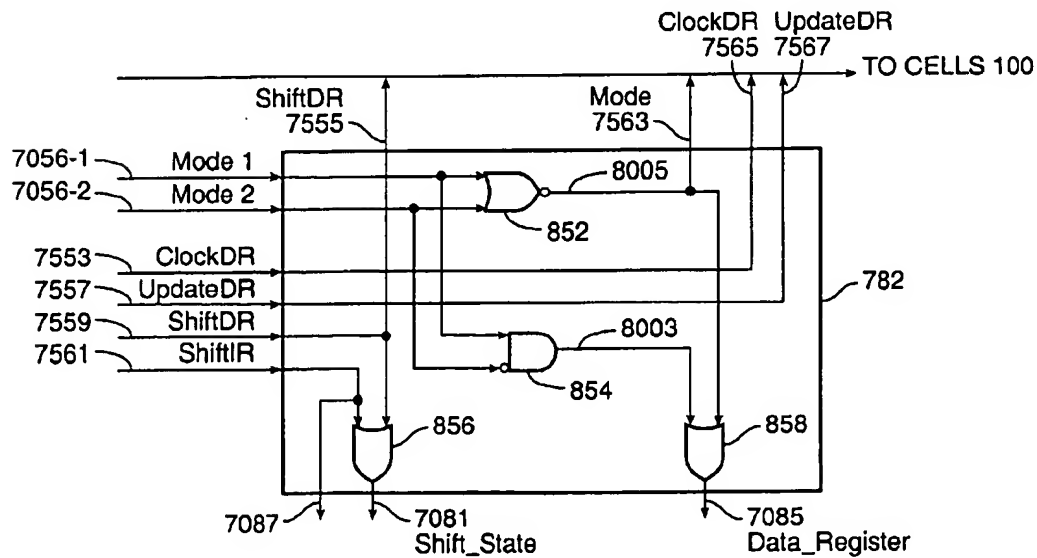 ClockDR UpdateDR
7565 7567
TO CELLS 100
ShiftDR
7555
Mode
7563
7056-1 Mode 1
7056-2 Mode 2
8005
852
7553 ClockDR
7557 UpdateDR
782
7559 ShiftDR
8003
7561 ShiftIR
854
856
858
7087 7081 7085
Shift_State Data_Register